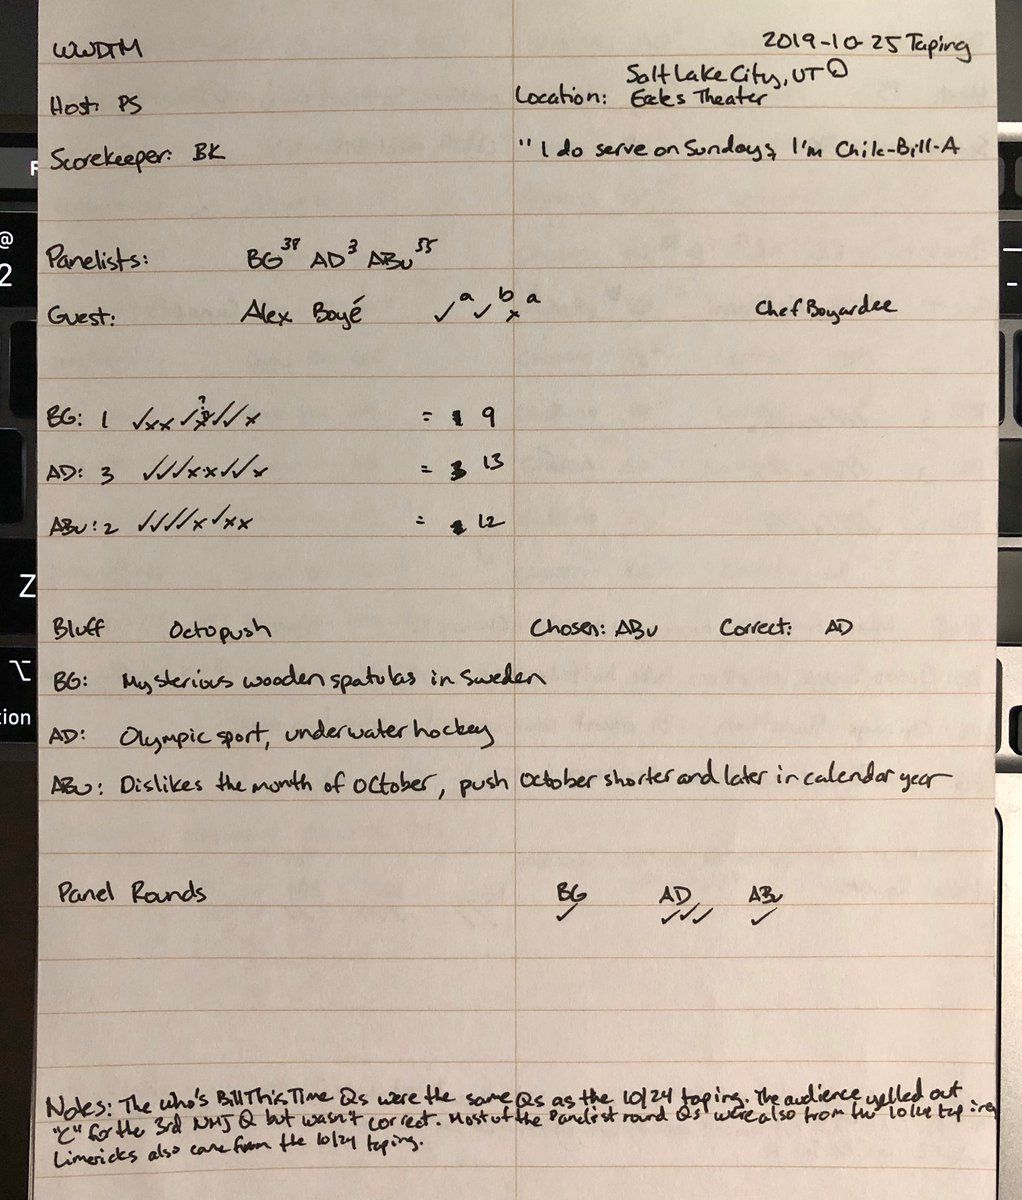 WWDTM 2019-10-25 Taping
Salt Lake City, UT
Host: PS Location: Eccles Theater
Scorekeeper: BK "I do serve on Sundays, I'm Chik-Bill-A
Panelists: BG 38 AD 3 ABu 55
Guest: Alex Boyé ✓a ✓b xa Chef Boyardee
BG: 1 = 9
AD: 3 ✓✓✓xx✓✓x = 3 13
ABu: 2 ✓✓✓✓x✓xx = 12
Bluff Octopush Chosen: ABu Correct: AD
BG: Mysterious wooden spatulas in Sweden
AD: Olympic sport, underwater hockey
ABu: Dislikes the month of October, push October shorter and later in calendar year
Panel Rounds BG AD ABu
✓ ✓✓✓ ✓
Notes: The Who's Bill This Time Qs were the same Qs as the 10/24 taping. The audience yelled out
"C" for the 3rd NMJ Q but wasn't correct. Most of the Panelist round Qs were also from the taping
Limericks also came from the 10/24 taping.
@
2
Z
⌥